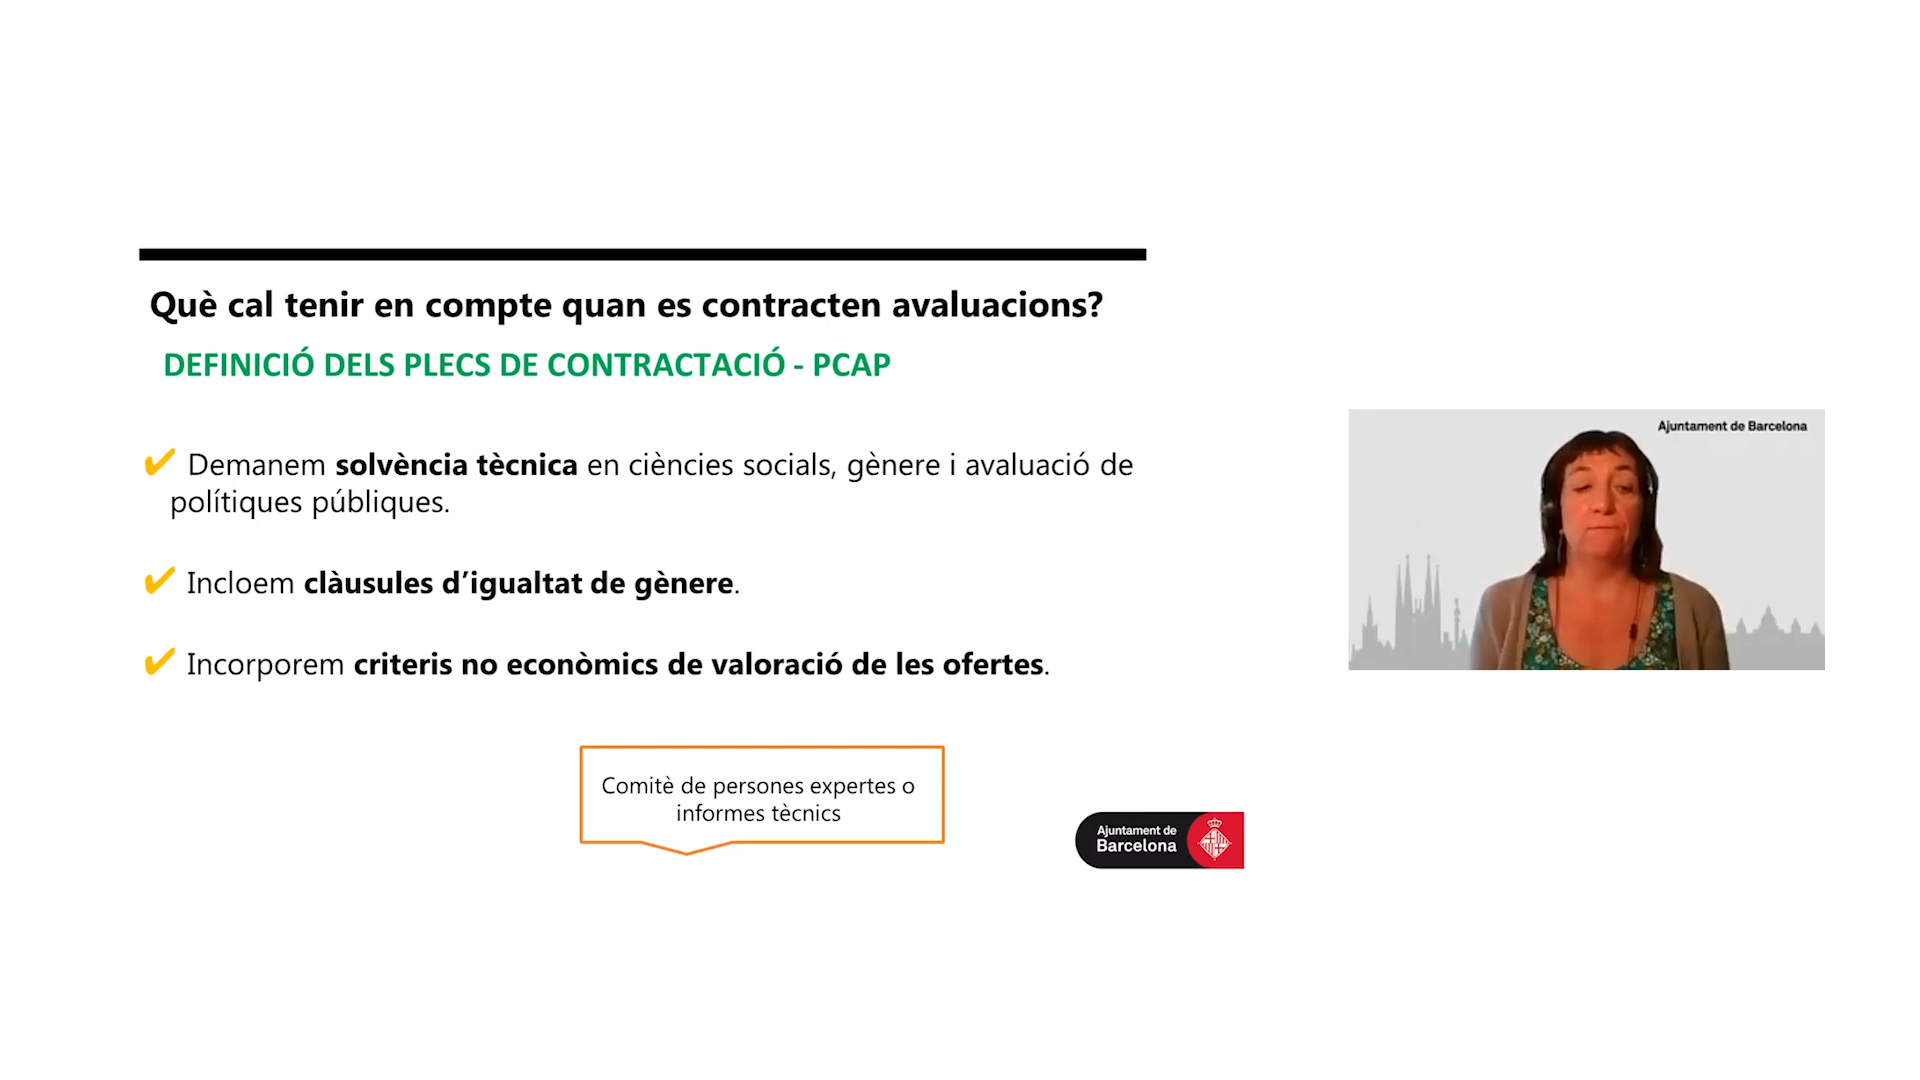 Què cal tenir en compte quan es contracten avaluacions?
DEFINICIÓ DELS PLECS DE CONTRACTACIÓ - PCAP
✔ Demanem solvència tècnica en ciències socials, gènere i avaluació de
polítiques públiques.
✔ Incloem clàusules d’igualtat de gènere.
✔ Incorporem criteris no econòmics de valoració de les ofertes.
Comitè de persones expertes o
informes tècnics
Ajuntament de
Barcelona
Ajuntament de Barcelona